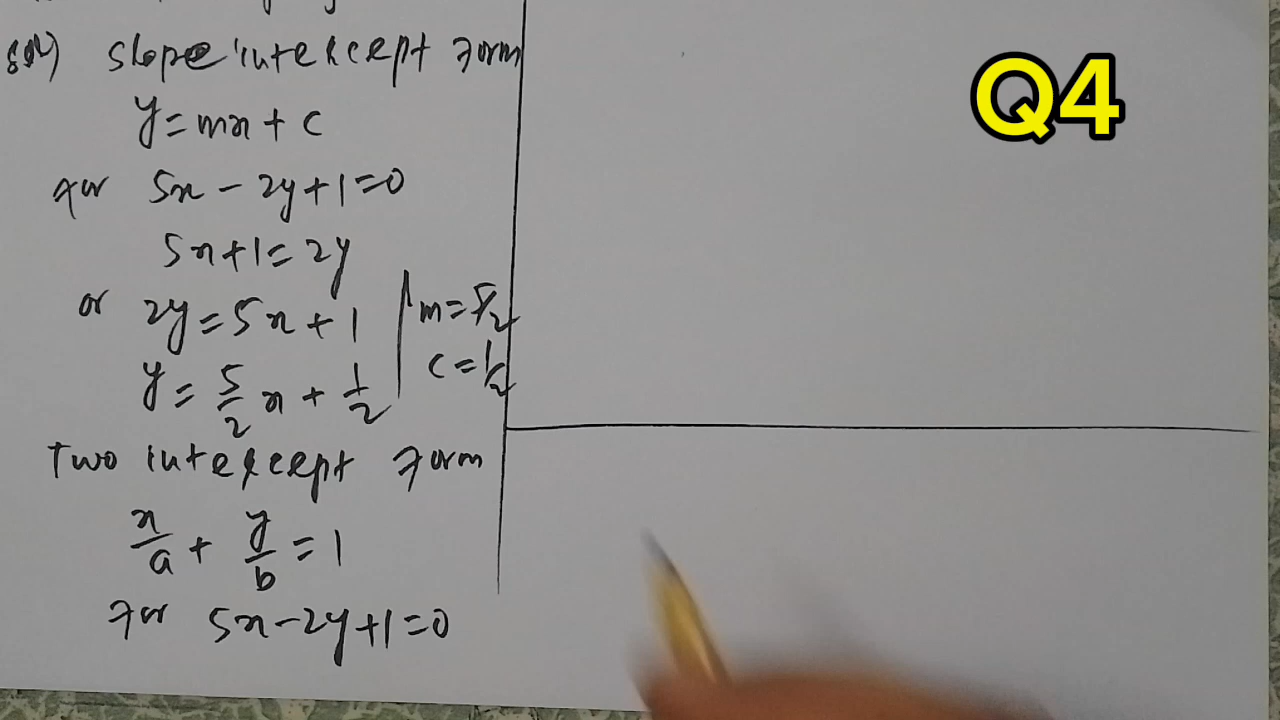 Sol) slope intercept form
y = mx + c
for 5x - 2y + 1 = 0
5x + 1 = 2y
or 2y = 5x + 1
y = 5/2 x + 1/2
m = 5/2
c = 1/2
Two intercept form
x/a + y/b = 1
for 5x - 2y + 1 = 0
Q4